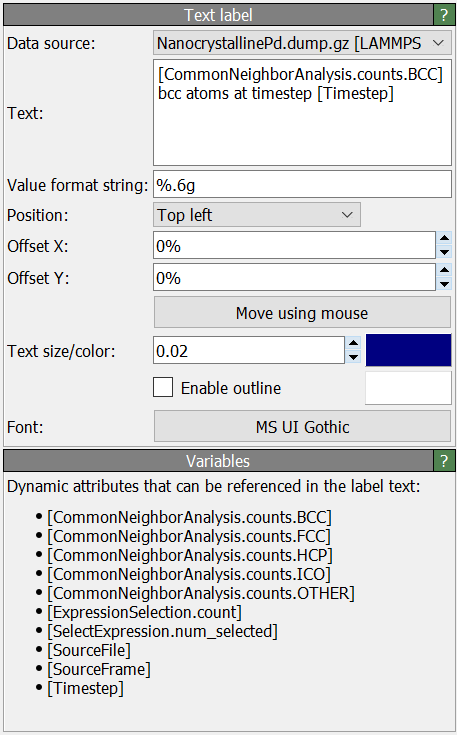 Text label ?
Data source: NanocrystallinePd.dump.gz [LAMMPS
Text: [CommonNeighborAnalysis.counts.BCC]
bcc atoms at timestep [Timestep]
Value format string: %.6g
Position: Top left
Offset X: 0%
Offset Y: 0%
Move using mouse
Text size/color: 0.02
Enable outline
Font: MS UI Gothic
Variables ?
Dynamic attributes that can be referenced in the label text:
• [CommonNeighborAnalysis.counts.BCC]
• [CommonNeighborAnalysis.counts.FCC]
• [CommonNeighborAnalysis.counts.HCP]
• [CommonNeighborAnalysis.counts.ICO]
• [CommonNeighborAnalysis.counts.OTHER]
• [ExpressionSelection.count]
• [SelectExpression.num_selected]
• [SourceFile]
• [SourceFrame]
• [Timestep]